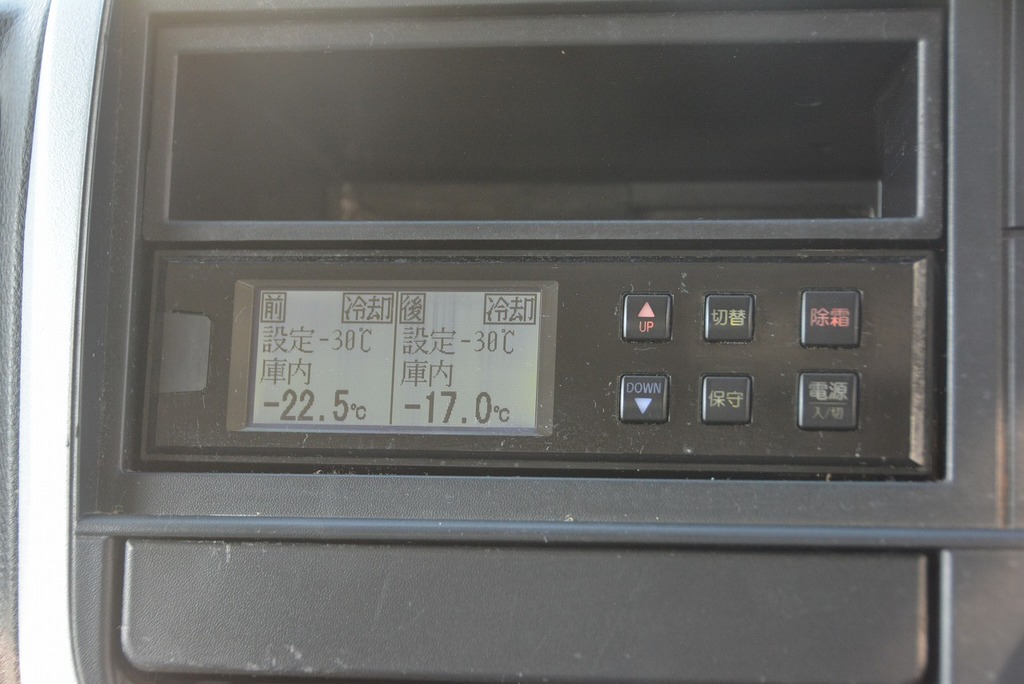 前 冷却 後 冷却
設定-30℃ 設定-30℃
庫内 庫内
-22.5℃ -17.0℃
▲ 切替 除霜
UP
DOWN 保守 電源
▼ 入/切